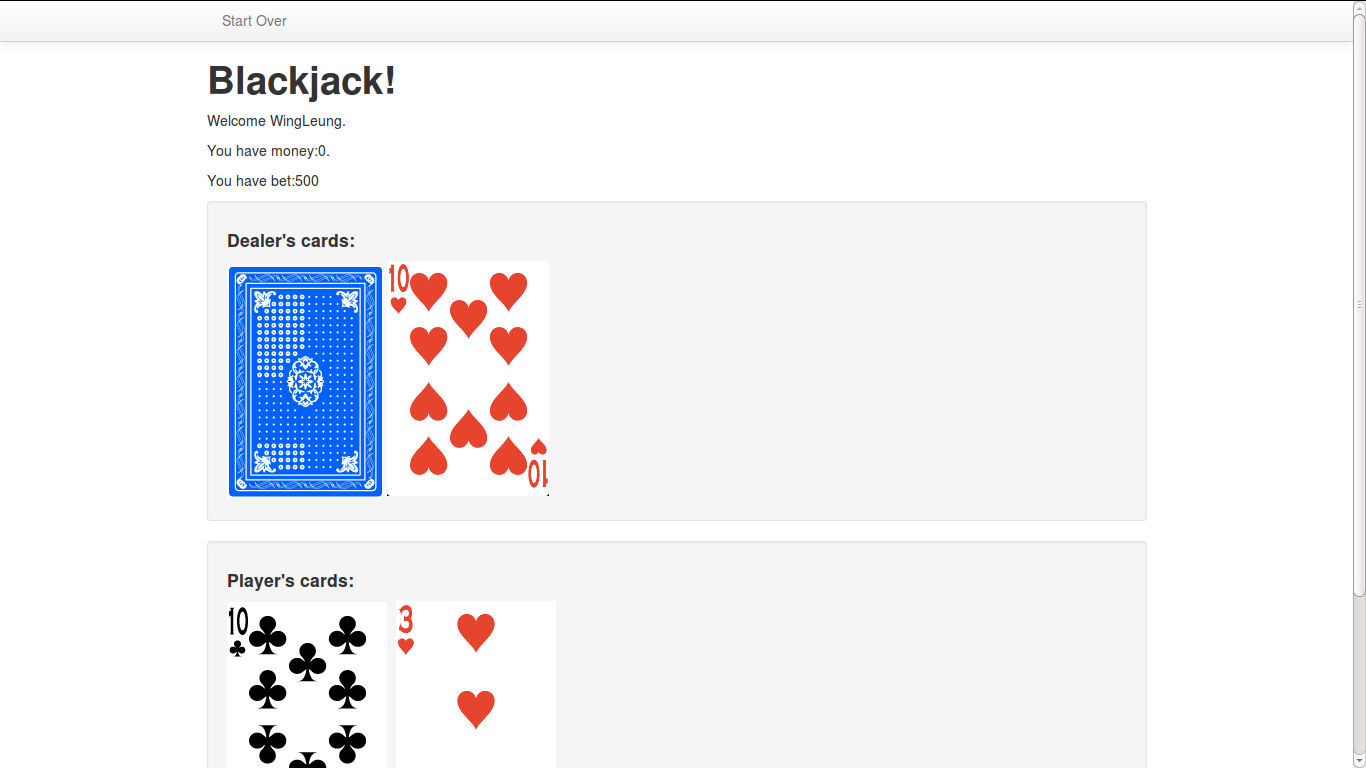 Start Over
Blackjack!
Welcome WingLeung.
You have money:0.
You have bet:500
Dealer's cards:
10
10
Player's cards:
10
3